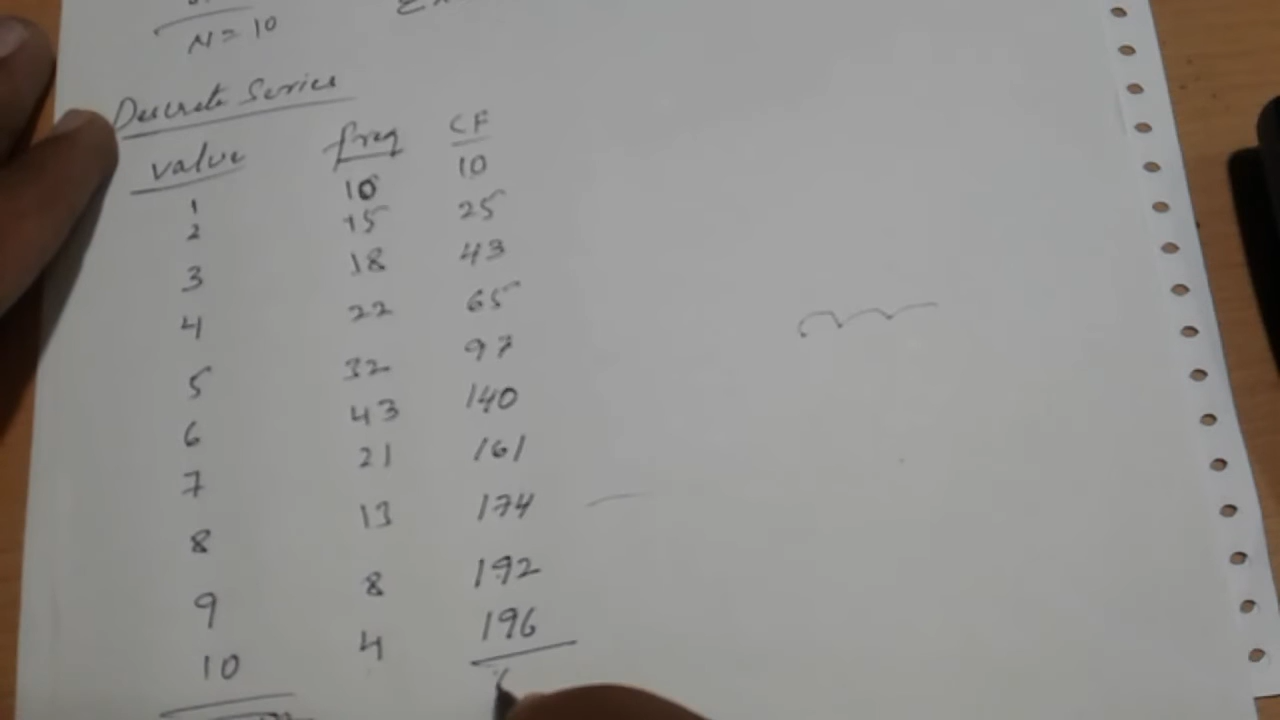 N = 10
Discrete Series
value freq CF
1 10 10
2 15 25
3 18 43
4 22 65
5 32 97
6 43 140
7 21 161
8 13 174
9 8 192
10 4 196